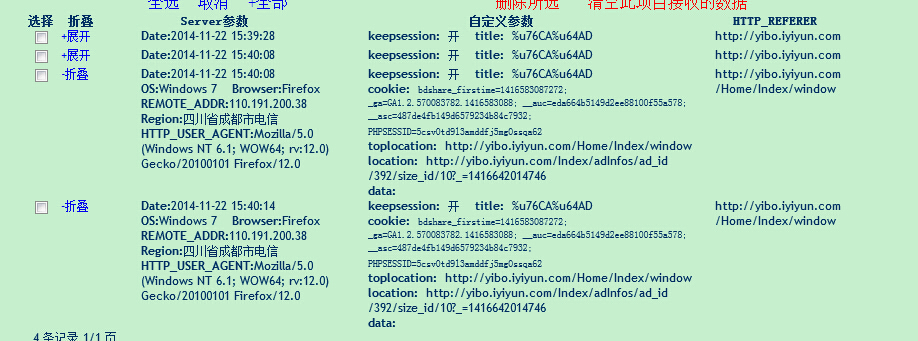 全选 取消 +全部 删除所选 清空此项目接收的数据
选择 折叠 Server参数 自定义参数 HTTP_REFERER
+展开 Date:2014-11-22 15:39:28 keepsession: 开 title: %u76CA%u64AD http://yibo.iyiyun.com
+展开 Date:2014-11-22 15:40:08 keepsession: 开 title: %u76CA%u64AD http://yibo.iyiyun.com
-折叠 Date:2014-11-22 15:40:08 keepsession: 开 title: %u76CA%u64AD http://yibo.iyiyun.com
OS:Windows 7 Browser:Firefox cookie: bdshare_firstime=1416583087272; /Home/Index/window
REMOTE_ADDR:110.191.200.38 _ga=GA1.2.570083782.1416583088; __auc=eda664b5149d2ee88100f55a578;
Region:四川省成都市电信 __asc=487de4fb149d6579234b84c7932;
HTTP_USER_AGENT:Mozilla/5.0 PHPSESSID=5csv0td9l3amddfj5mg0ssqa62
(Windows NT 6.1; WOW64; rv:12.0) toplocation: http://yibo.iyiyun.com/Home/Index/window
Gecko/20100101 Firefox/12.0 location: http://yibo.iyiyun.com/Index/adInfos/ad_id
/392/size_id/10?_=1416642014746
data:
-折叠 Date:2014-11-22 15:40:14 keepsession: 开 title: %u76CA%u64AD http://yibo.iyiyun.com
OS:Windows 7 Browser:Firefox cookie: bdshare_firstime=1416583087272; /Home/Index/window
REMOTE_ADDR:110.191.200.38 _ga=GA1.2.570083782.1416583088; __auc=eda664b5149d2ee88100f55a578;
Region:四川省成都市电信 __asc=487de4fb149d6579234b84c7932;
HTTP_USER_AGENT:Mozilla/5.0 PHPSESSID=5csv0td9l3amddfj5mg0ssqa62
(Windows NT 6.1; WOW64; rv:12.0) toplocation: http://yibo.iyiyun.com/Home/Index/window
Gecko/20100101 Firefox/12.0 location: http://yibo.iyiyun.com/Index/adInfos/ad_id
/392/size_id/10?_=1416642014746
data:
4 条记录 1/1 页